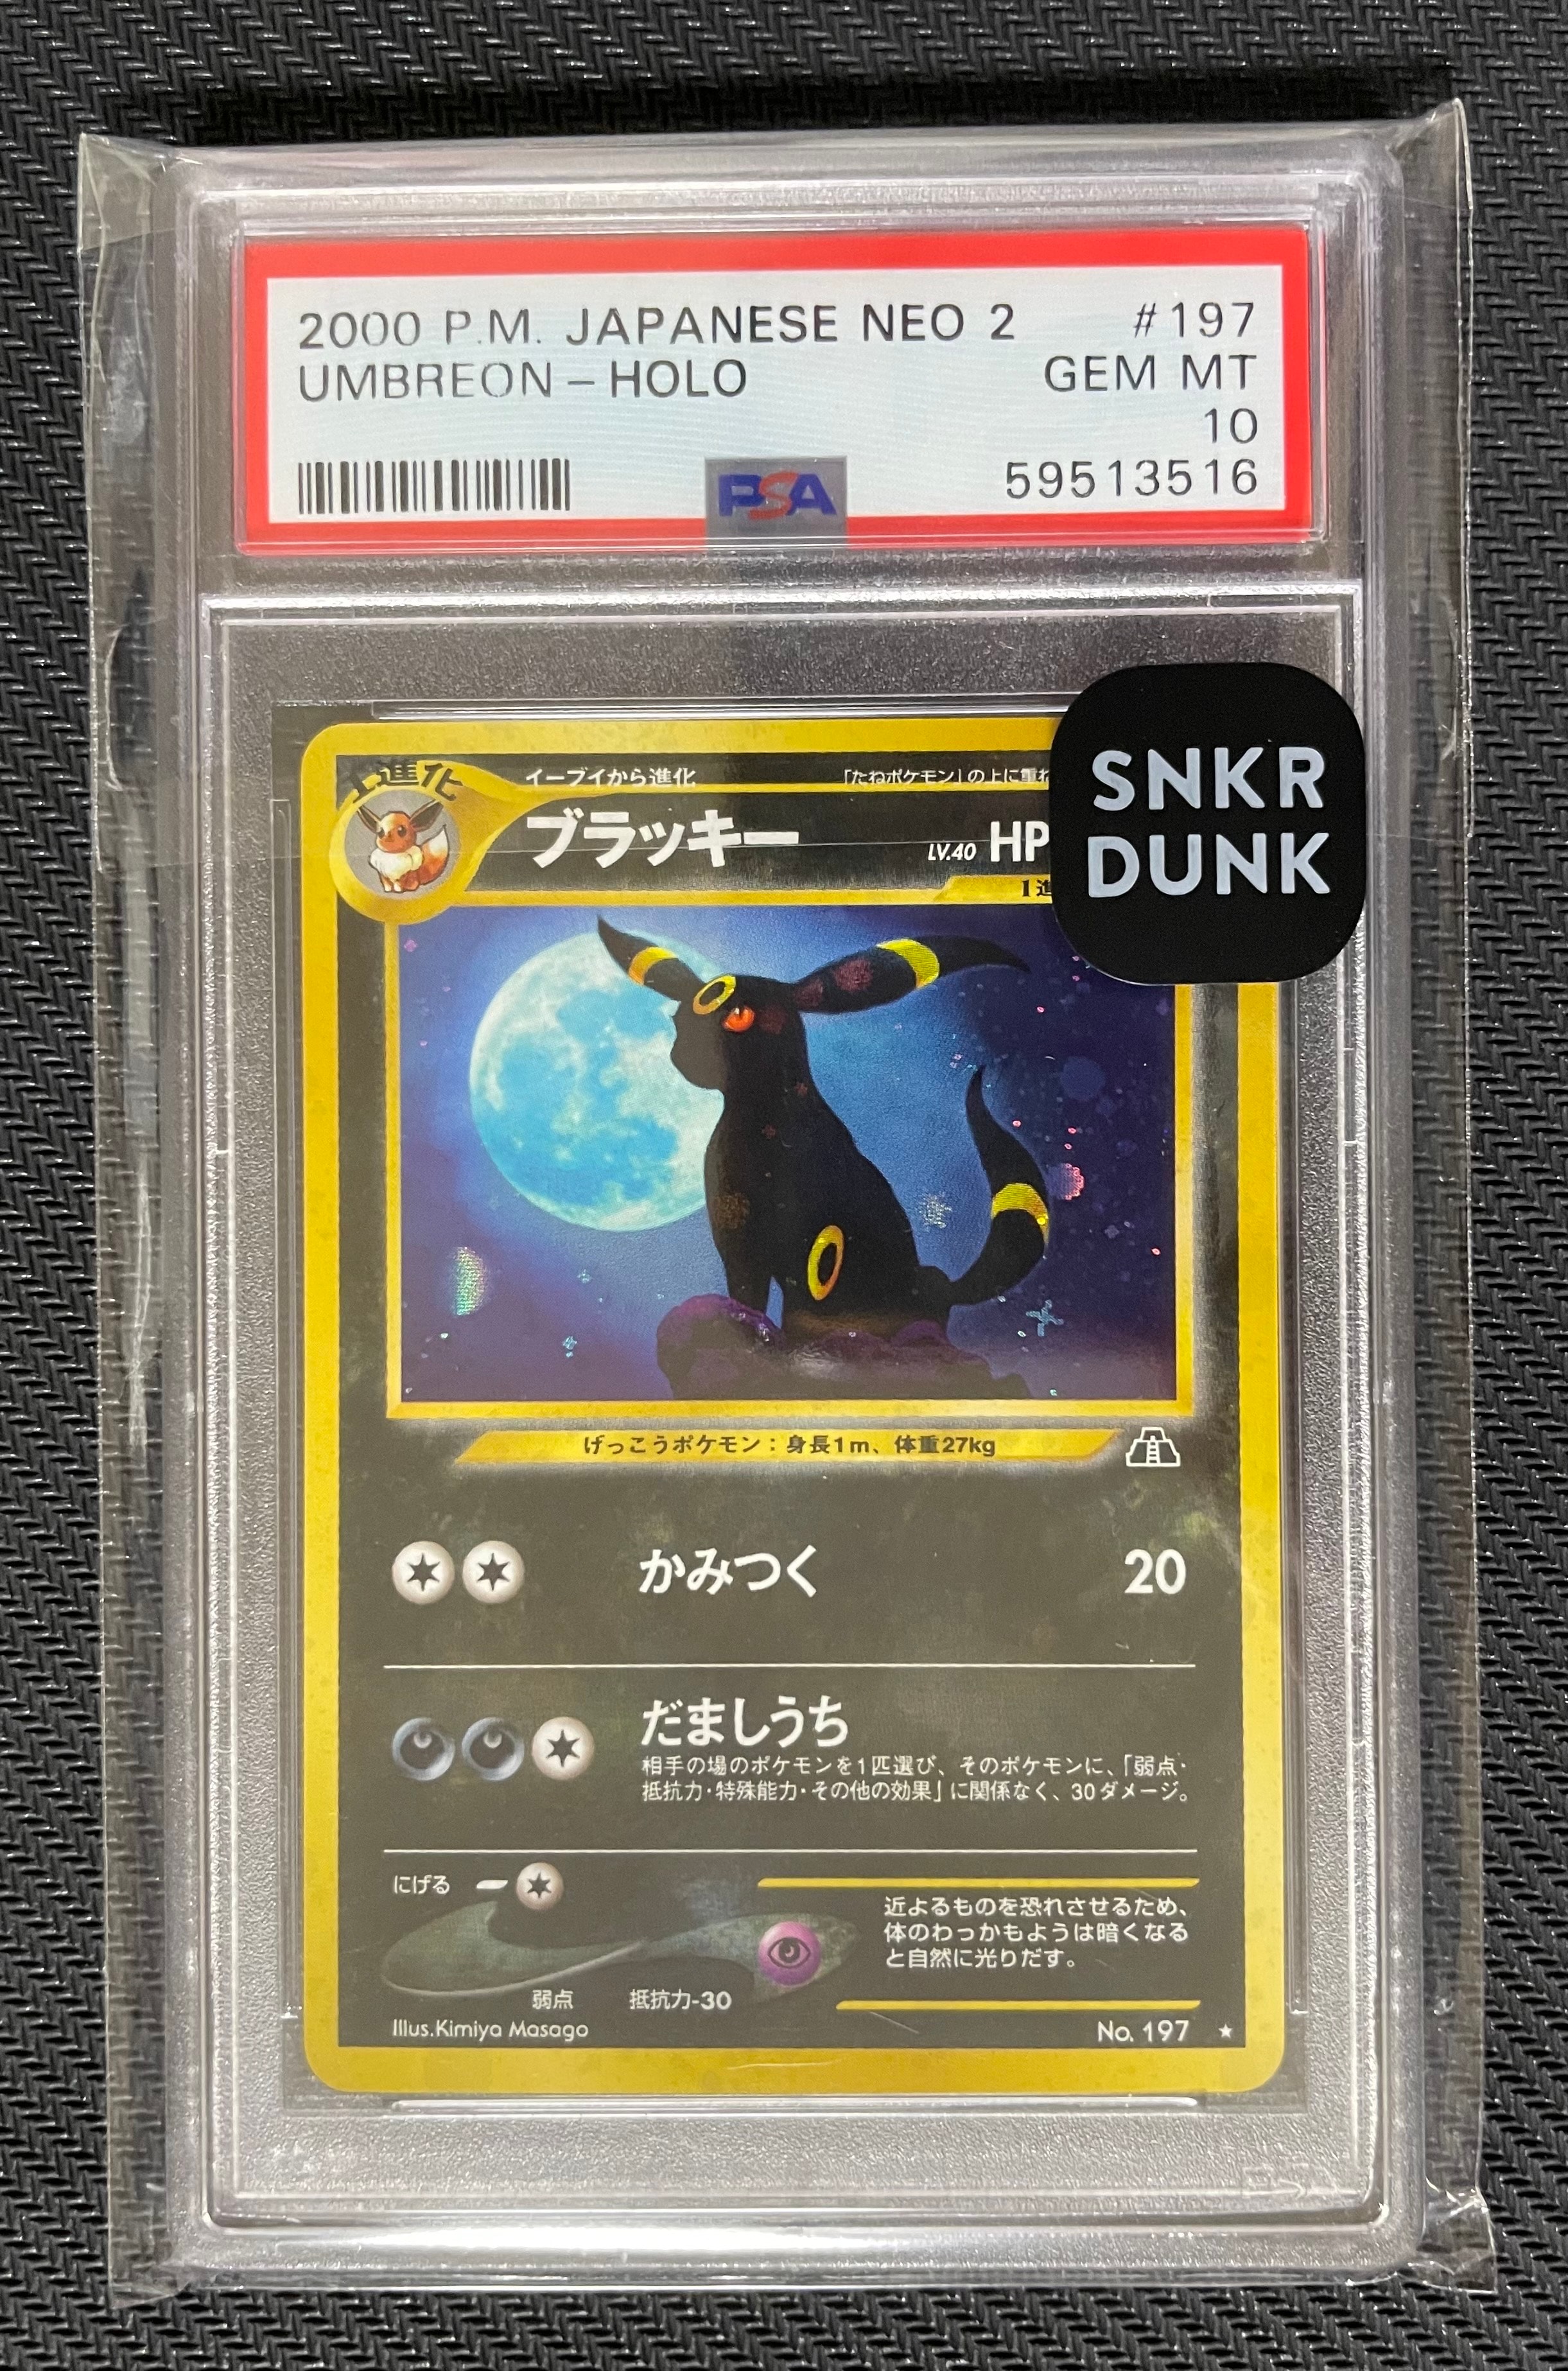 2000 P.M. JAPANESE NEO 2 #197
UMBREON - HOLO GEM MT
10
PSA 59513516
SNKR
DUNK
1進化
イーブイから進化 「たねポケモン」の上に重ね
ブラッキー LV.40 HP
1進
げっこうポケモン：身長1m、体重27kg
かみつく 20
だましうち
相手の場のポケモンを1匹選び、そのポケモンに、「弱点・
抵抗力・特殊能力・その他の効果」に関係なく、30ダメージ。
にげる
近よるものを恐れさせるため、
体のわっかもようは暗くなる
と自然に光りだす。
弱点 抵抗力-30
Illus.Kimiya Masago No. 197 ★